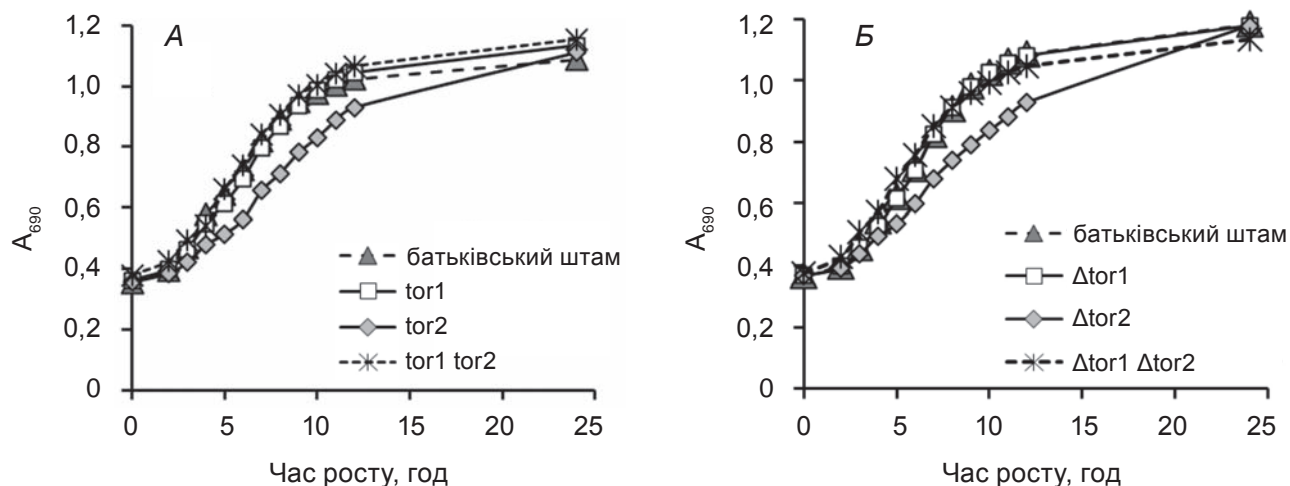 А
1,2
1,0
0,8
0,6
0,4
0,2
0
A₆₉₀
0 5 10 15 20 25
Час росту, год
батьківський штам
tor1
tor2
tor1 tor2
Б
1,2
1,0
0,8
0,6
0,4
0,2
0
A₆₉₀
0 5 10 15 20 25
Час росту, год
батьківський штам
Δtor1
Δtor2
Δtor1 Δtor2